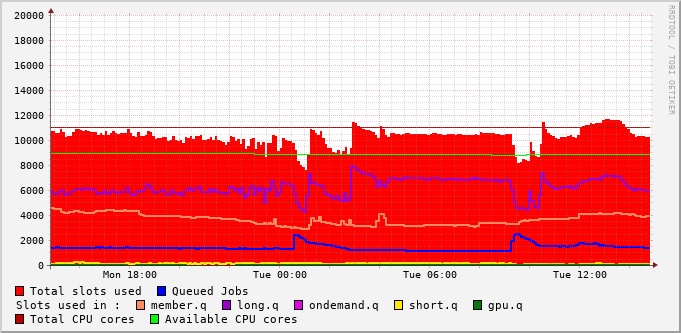 20000
18000
16000
14000
12000
10000
8000
6000
4000
2000
0
Mon 18:00 Tue 00:00 Tue 06:00 Tue 12:00
RRDTOOL / TOBI OETIKER
Total slots used Queued Jobs
Slots used in : member.q long.q ondemand.q short.q gpu.q
Total CPU cores Available CPU cores